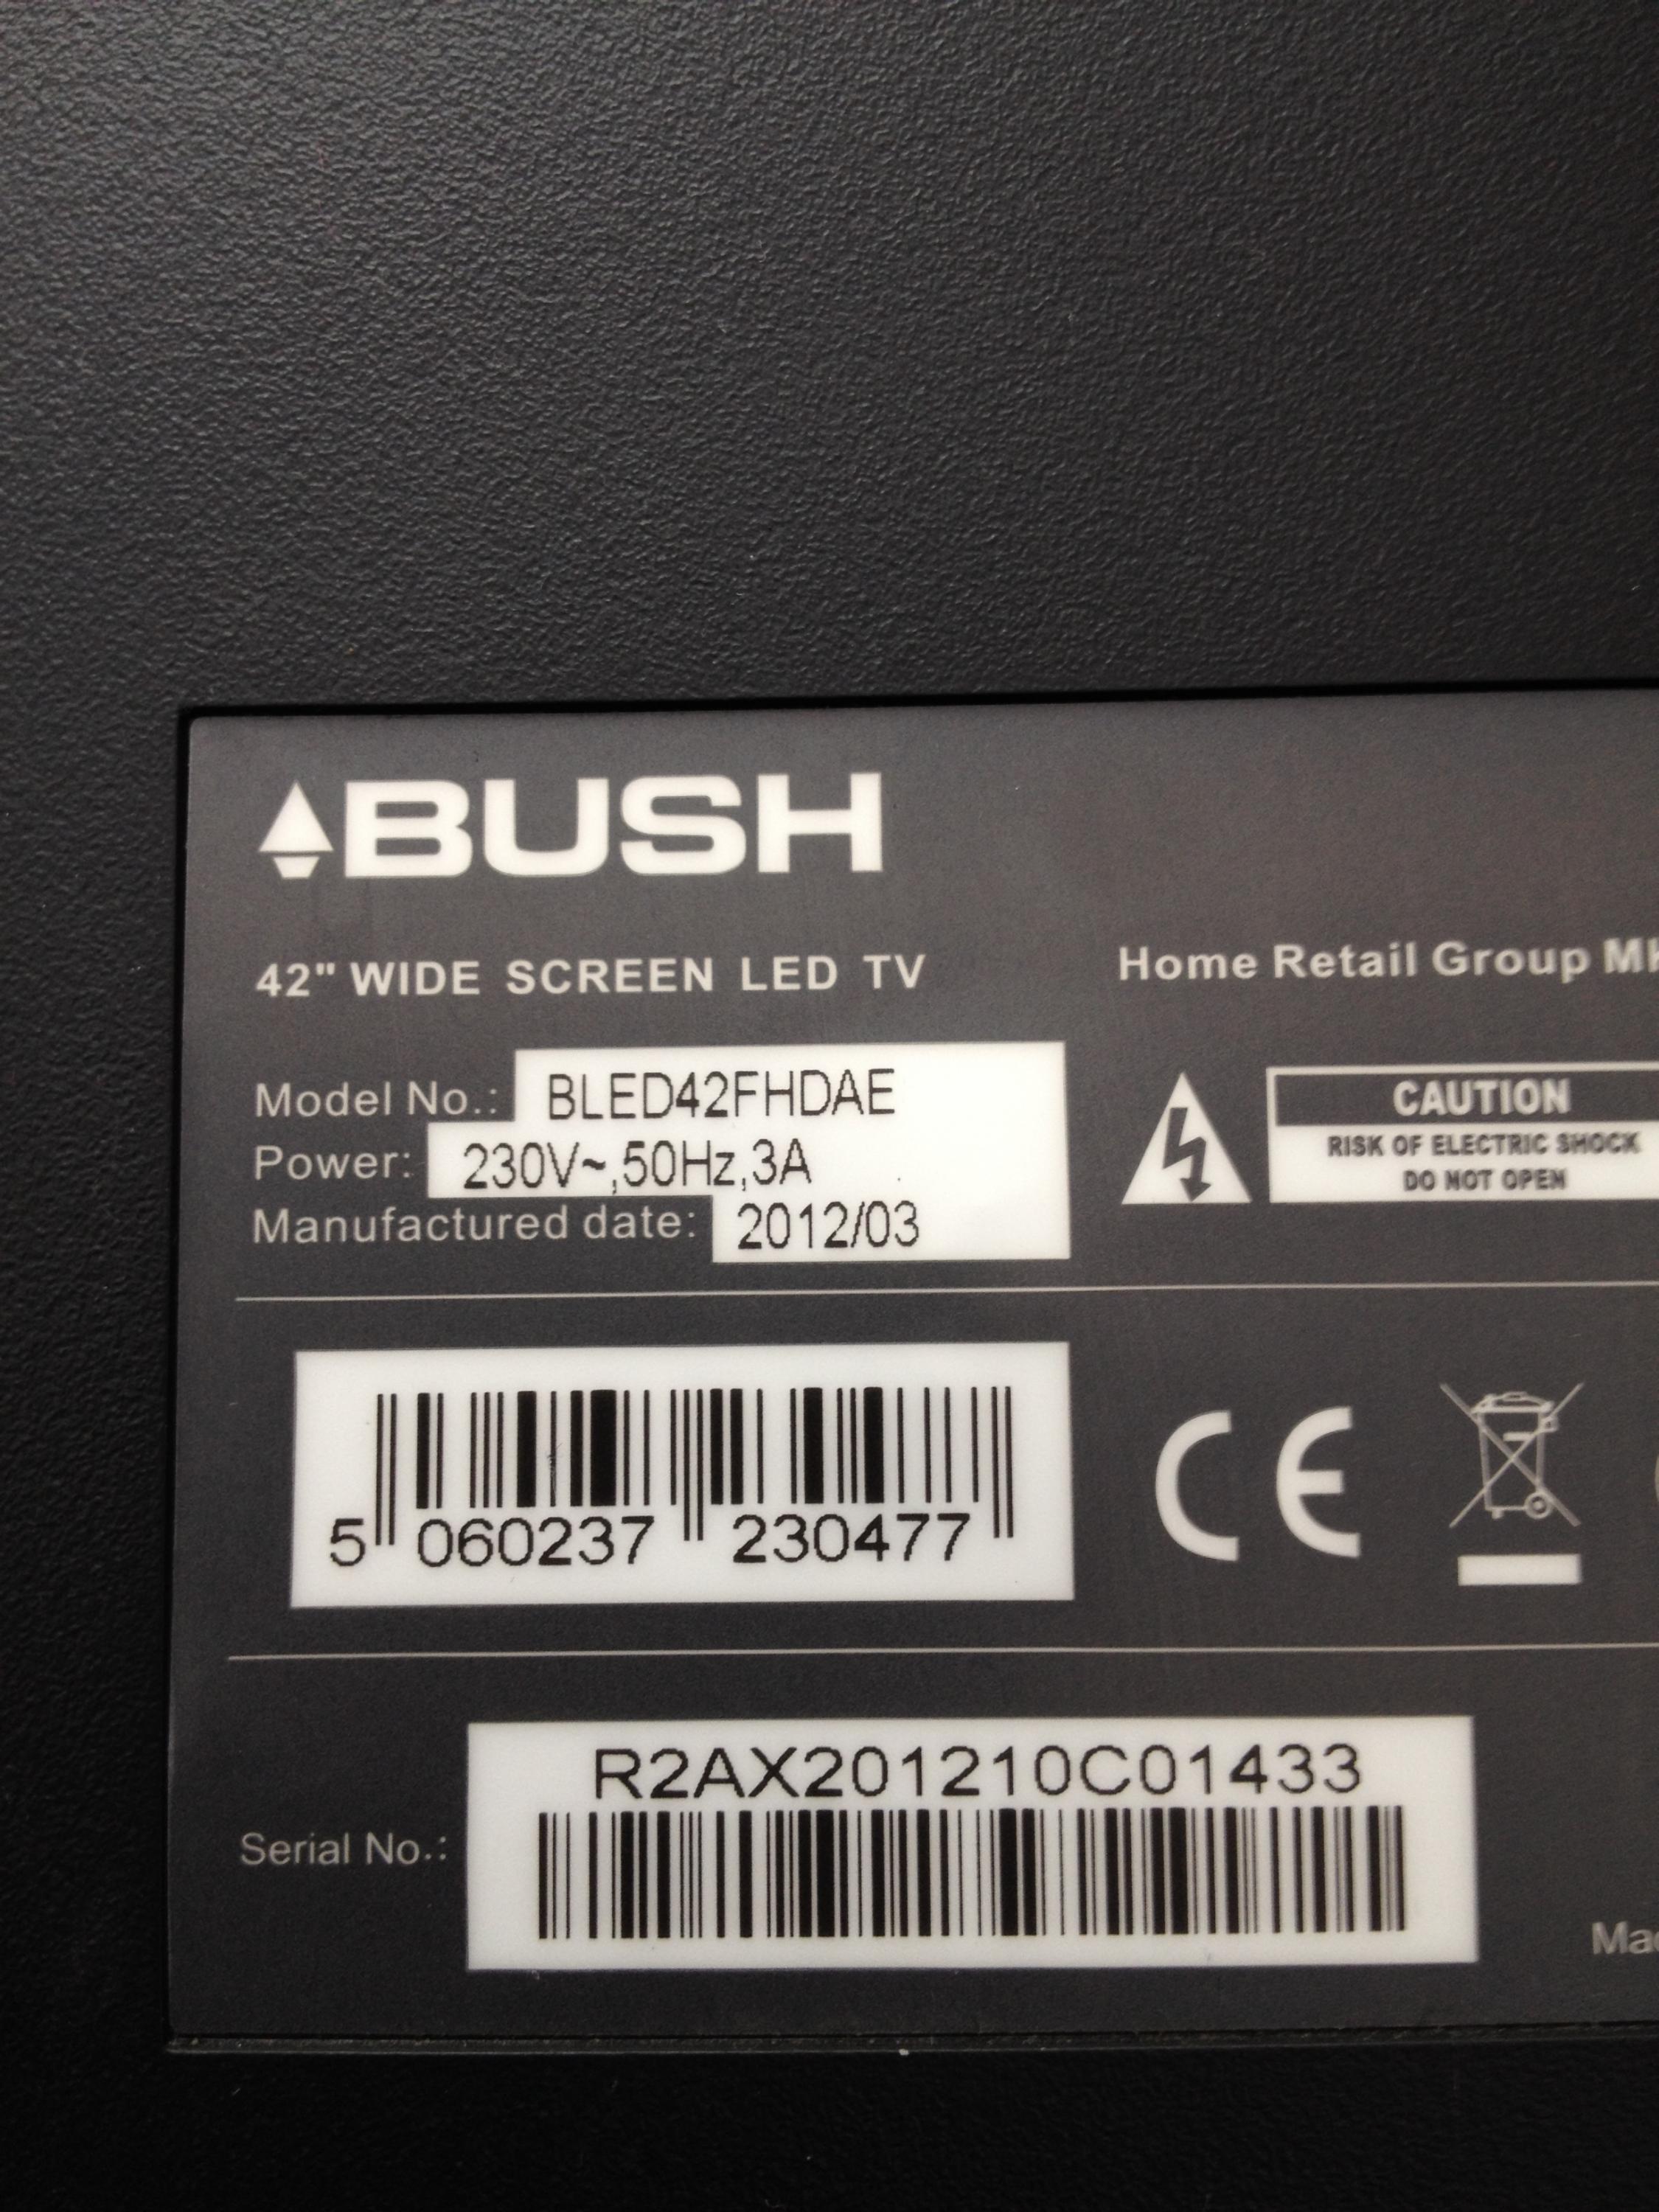 BUSH
42" WIDE SCREEN LED TV
Home Retail Group
Model No.: BLED42FHDAE
Power: 230V~,50Hz,3A
Manufactured date: 2012/03
CAUTION
RISK OF ELECTRIC SHOCK
DO NOT OPEN
5 060237 230477
CE
R2AX201210C01433
Serial No.: